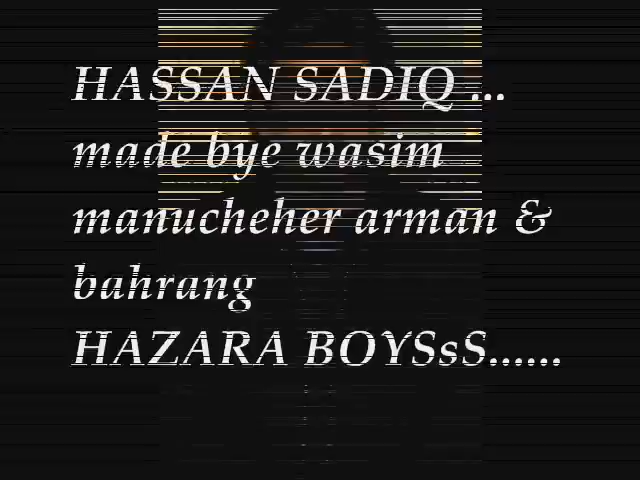 HASSAN SADIQ ...
made bye wasim
manucheher arman &
bahrang
HAZARA BOYSsS......